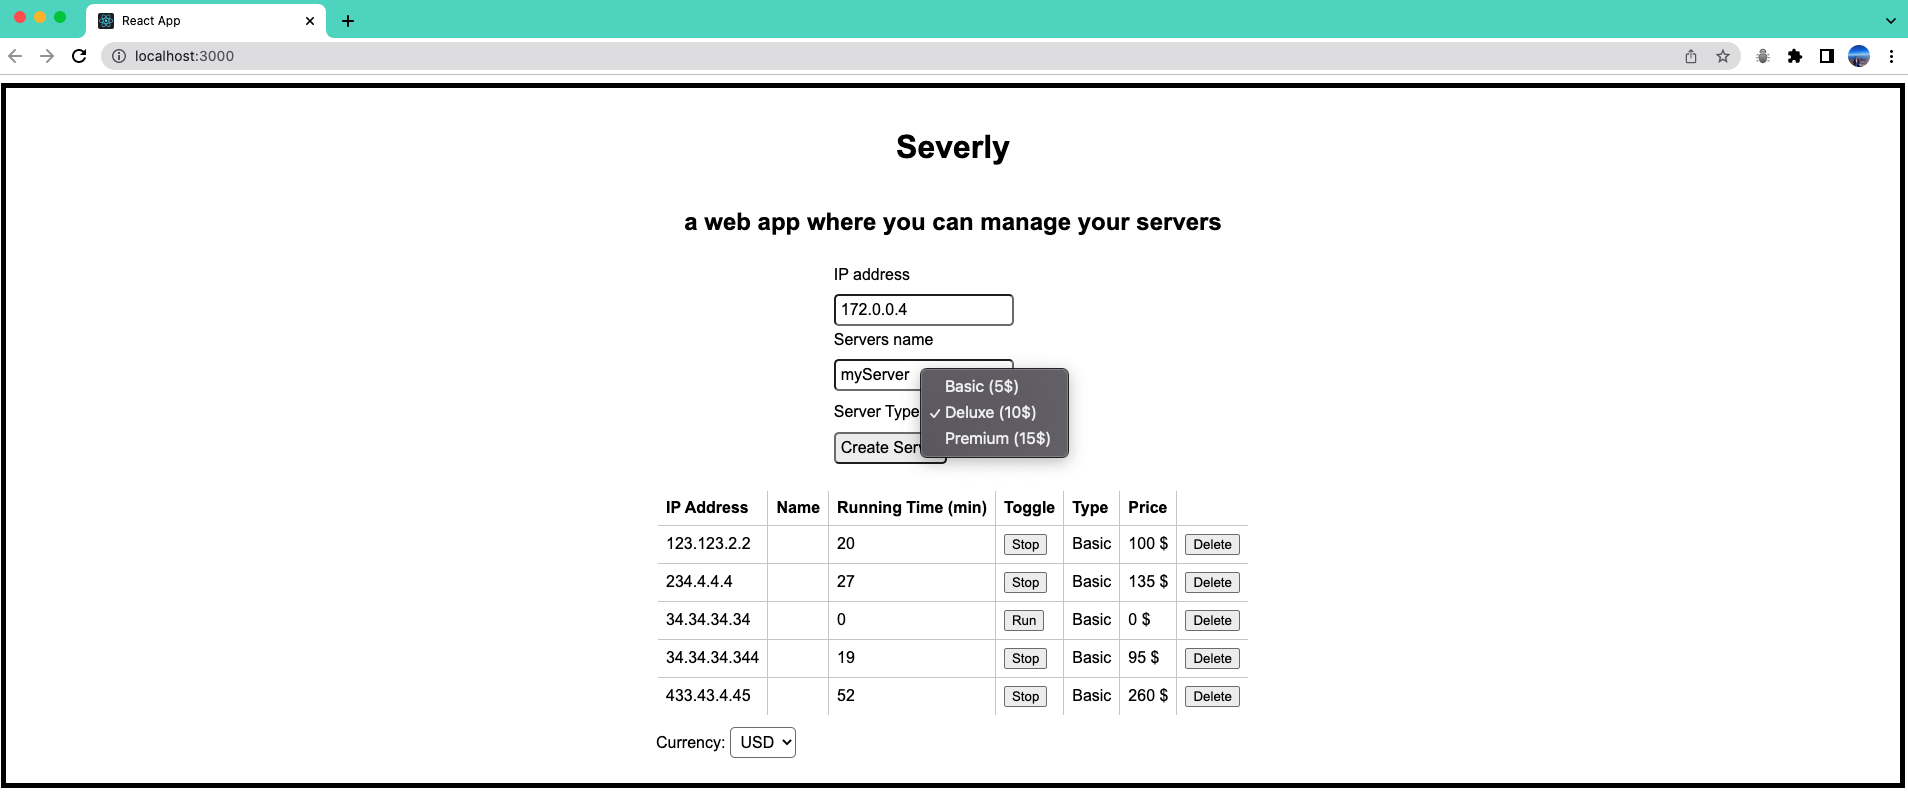 React App
localhost:3000
Severly
a web app where you can manage your servers
IP address
172.0.0.4
Servers name
myServer
Basic (5$)
Server Type
✓ Deluxe (10$)
Premium (15$)
Create Ser
IP Address Name Running Time (min) Toggle Type Price
123.123.2.2 20 Stop Basic 100 $ Delete
234.4.4.4 27 Stop Basic 135 $ Delete
34.34.34.34 0 Run Basic 0 $ Delete
34.34.34.344 19 Stop Basic 95 $ Delete
433.43.4.45 52 Stop Basic 260 $ Delete
Currency: USD